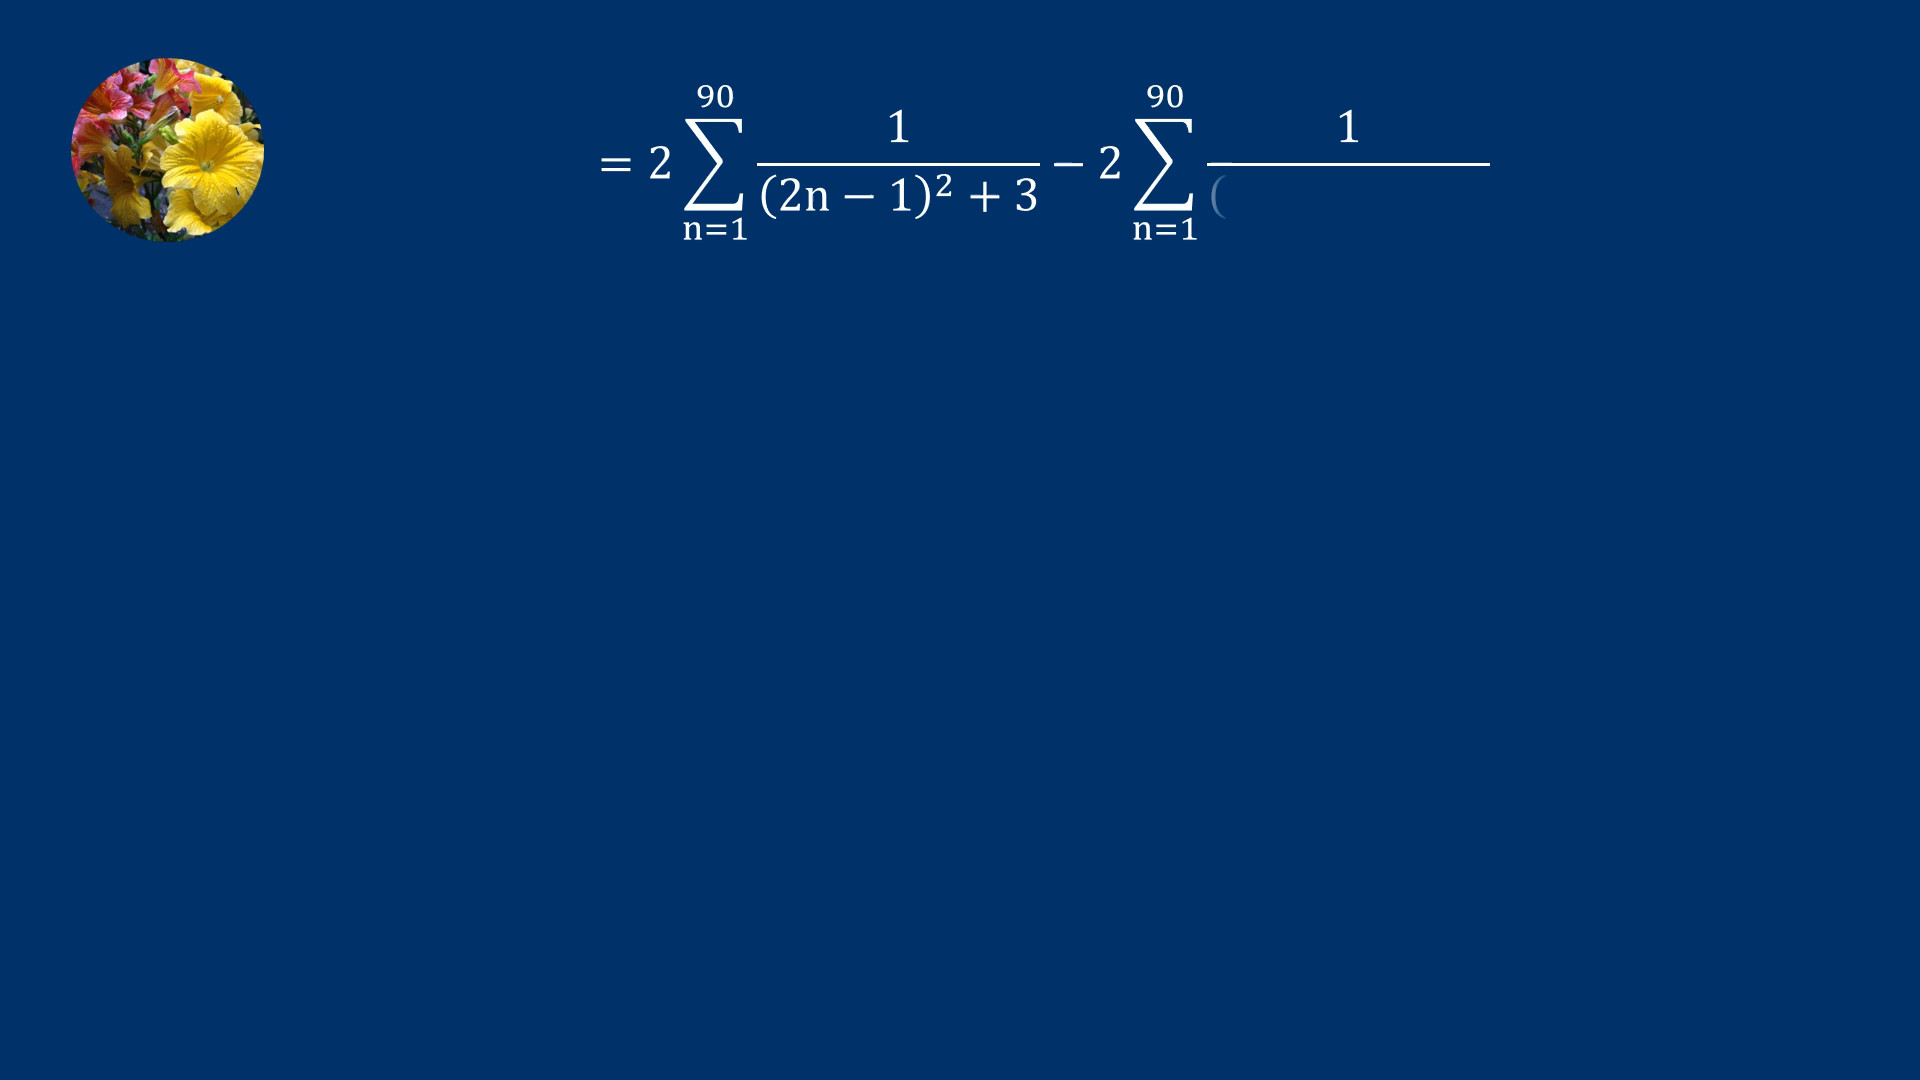 = 2 ∑_{n=1}^{90} 1/((2n − 1)² + 3) − 2 ∑_{n=1}^{90} 1/(